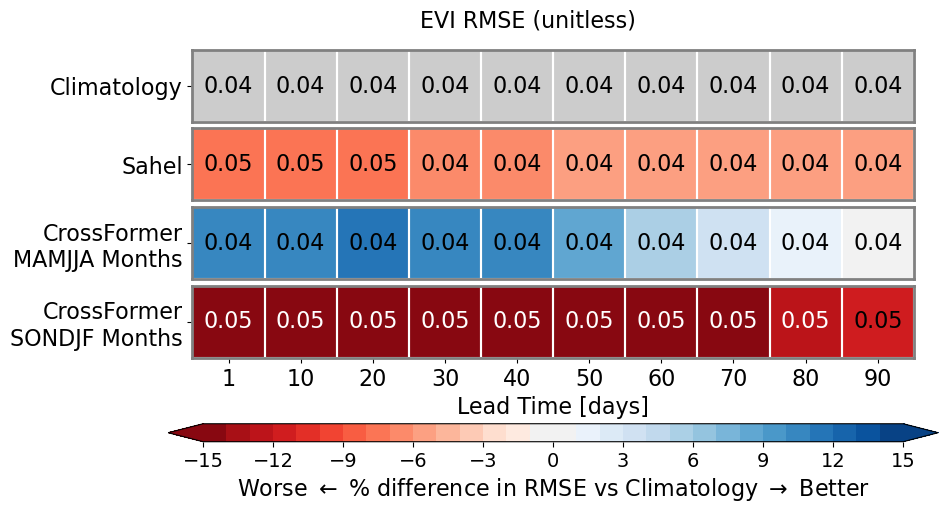 EVI RMSE (unitless)
Climatology 0.04 0.04 0.04 0.04 0.04 0.04 0.04 0.04 0.04 0.04
Sahel 0.05 0.05 0.05 0.04 0.04 0.04 0.04 0.04 0.04 0.04
CrossFormer
MAMJJA Months 0.04 0.04 0.04 0.04 0.04 0.04 0.04 0.04 0.04 0.04
CrossFormer
SONDJF Months 0.05 0.05 0.05 0.05 0.05 0.05 0.05 0.05 0.05 0.05
1 10 20 30 40 50 60 70 80 90
Lead Time [days]
−15 −12 −9 −6 −3 0 3 6 9 12 15
Worse ← % difference in RMSE vs Climatology → Better